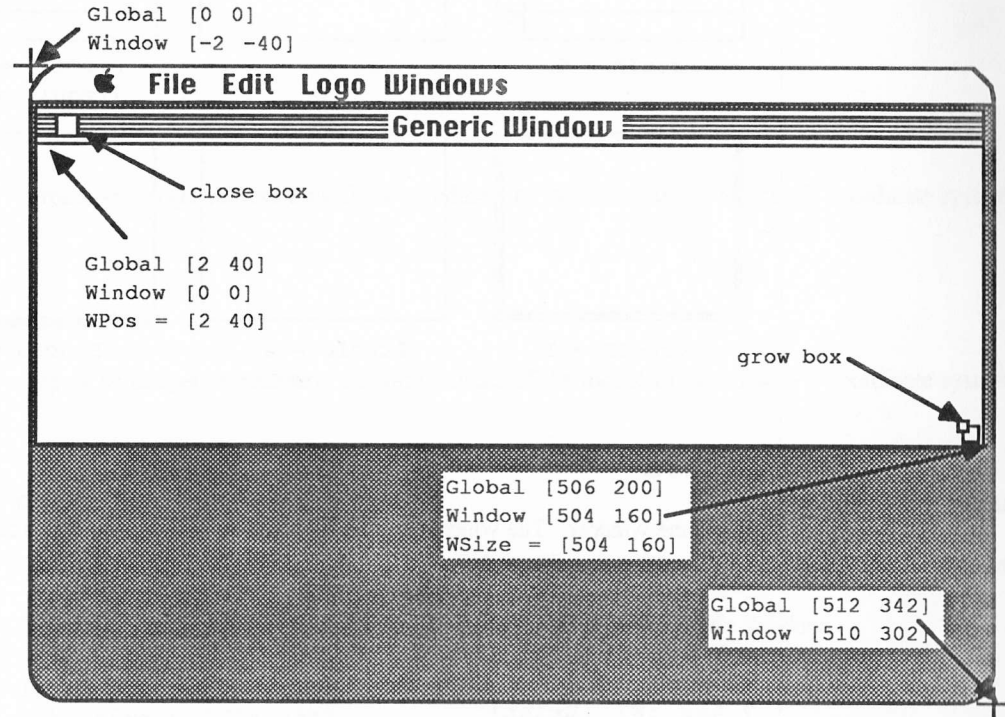 Global [0 0]
Window [-2 -40]
File Edit Logo Windows
Generic Window
close box
Global [2 40]
Window [0 0]
WPos = [2 40]
grow box
Global [506 200]
Window [504 160]
WSize = [504 160]
Global [512 342]
Window [510 302]